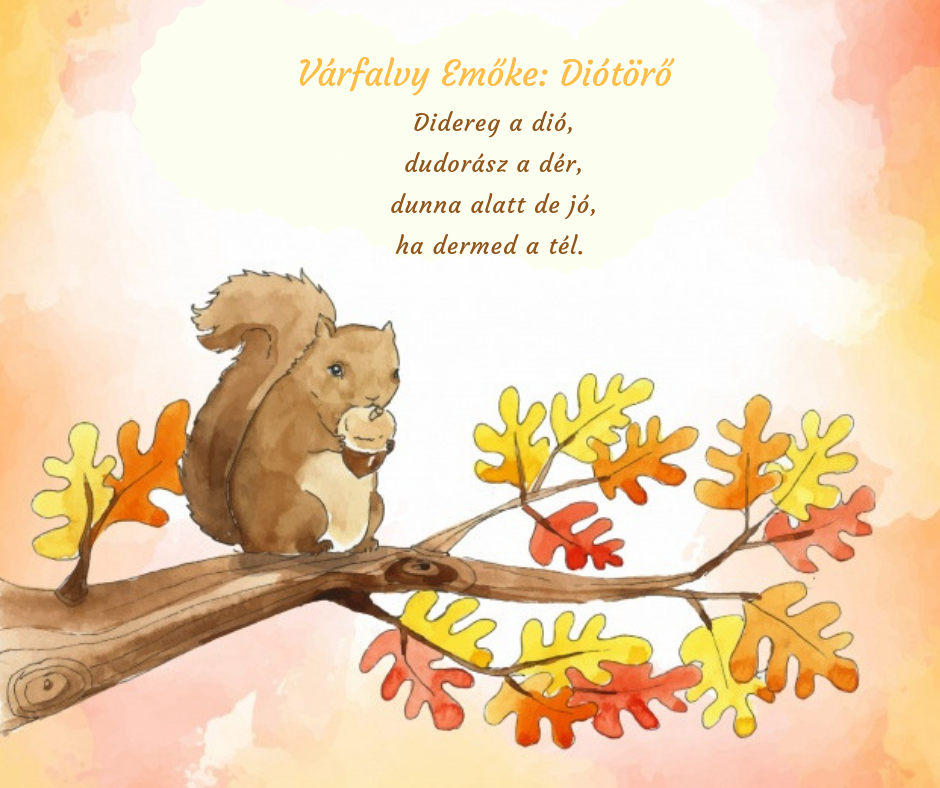 Várfalvy Emőke: Diótörő
Didereg a dió,
dudorász a dér,
dunna alatt de jó,
ha dermed a tél.